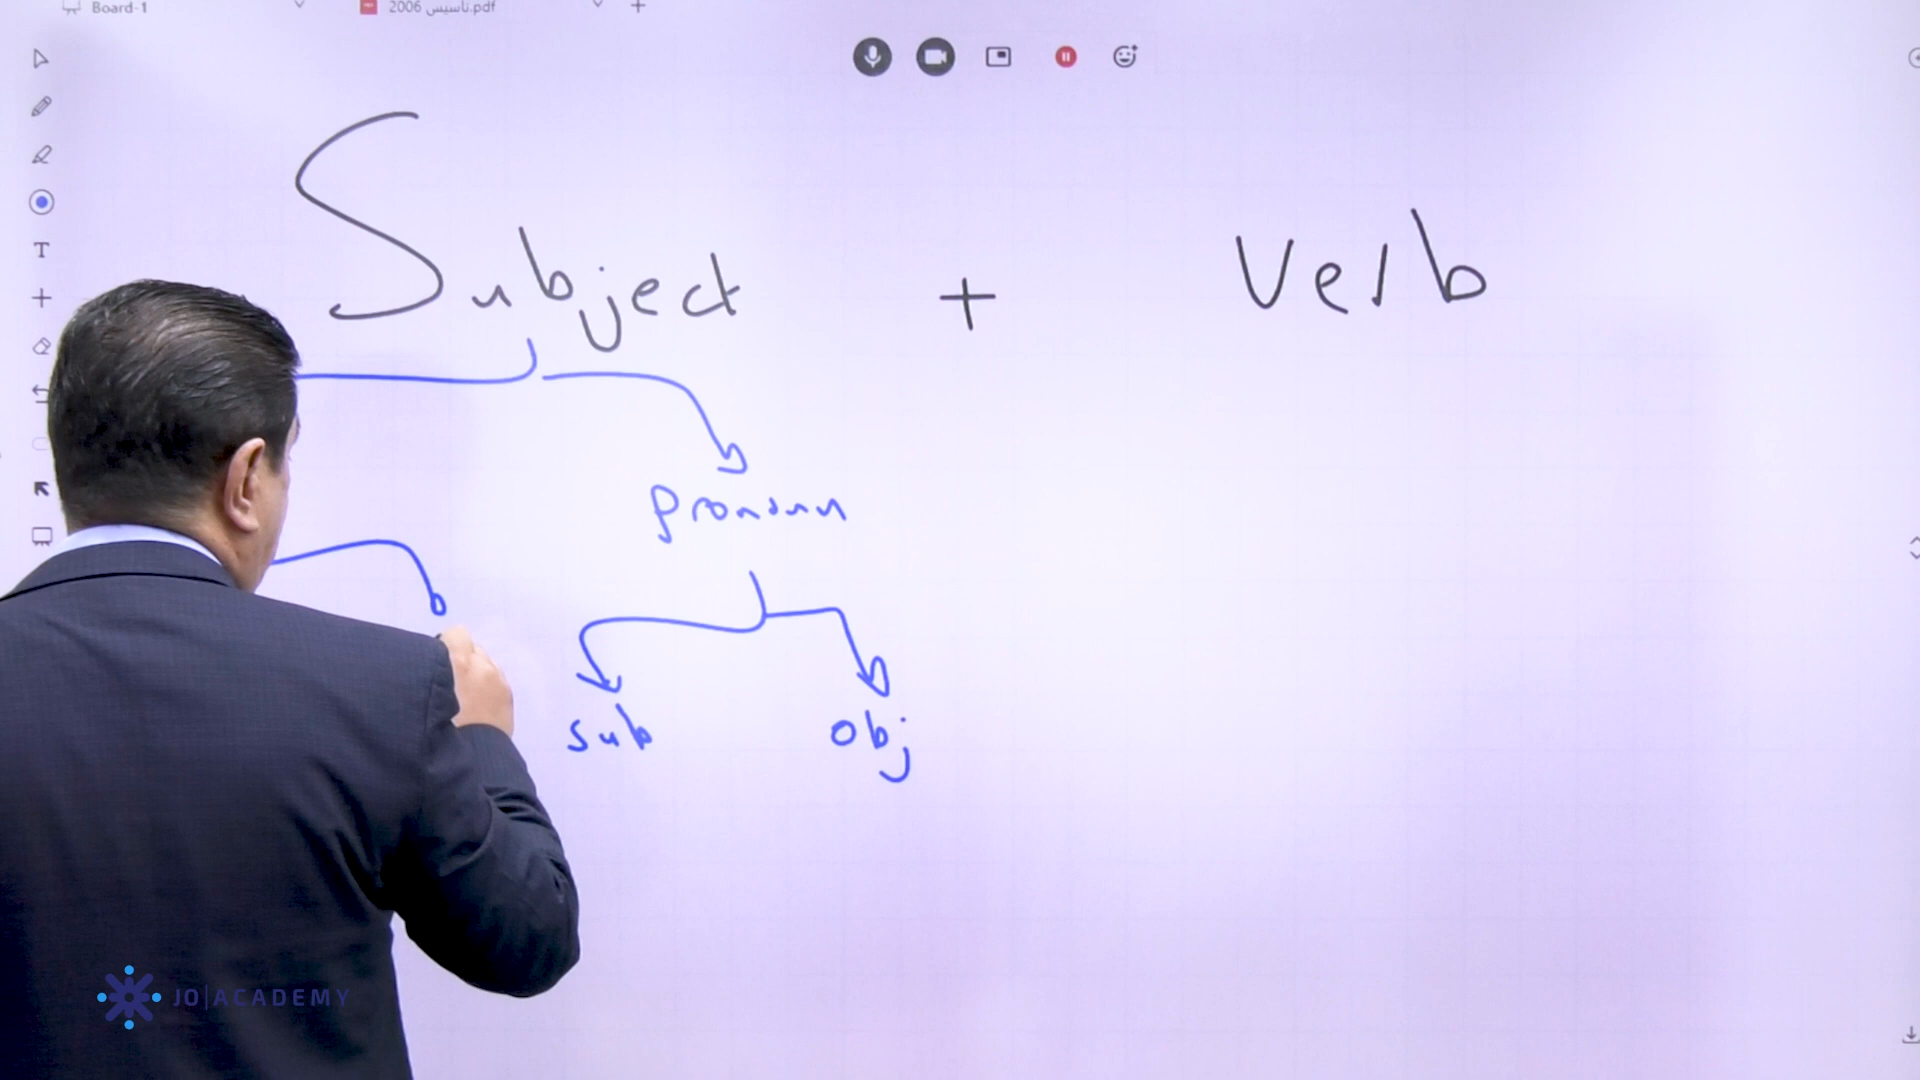 Board-1
2006 تأسيس.pdf
Subject + Verb
pronoun
sub obj
JO|ACADEMY